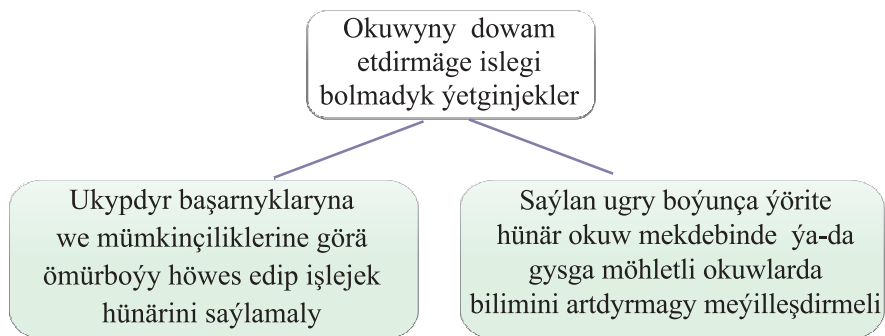 Okuwyny dowam
etdirmäge islegi
bolmadyk ýetginjekler
Ukypdyr başarnyklaryna
we mümkinçiliklerine görä
ömürboýy höwes edip işlejek
hünärini saýlamaly
Saýlan ugry boýunça ýörite
hünär okuw mekdebinde ýa-da
gysga möhletli okuwlarda
bilimini artdyrmagy meýilleşdirmeli